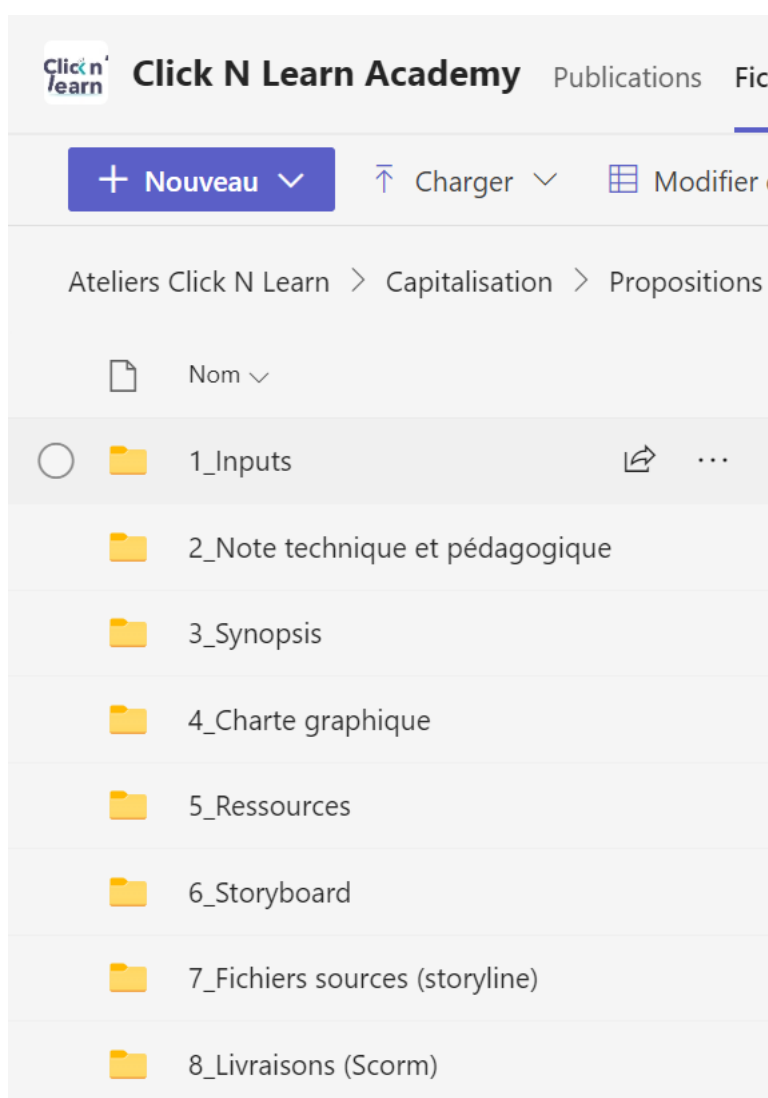 Click n'
learn
Click N Learn Academy Publications Fic
+ Nouveau Charger Modifier
Ateliers Click N Learn > Capitalisation > Propositions
Nom
1_Inputs ...
2_Note technique et pédagogique
3_Synopsis
4_Charte graphique
5_Ressources
6_Storyboard
7_Fichiers sources (storyline)
8_Livraisons (Scorm)